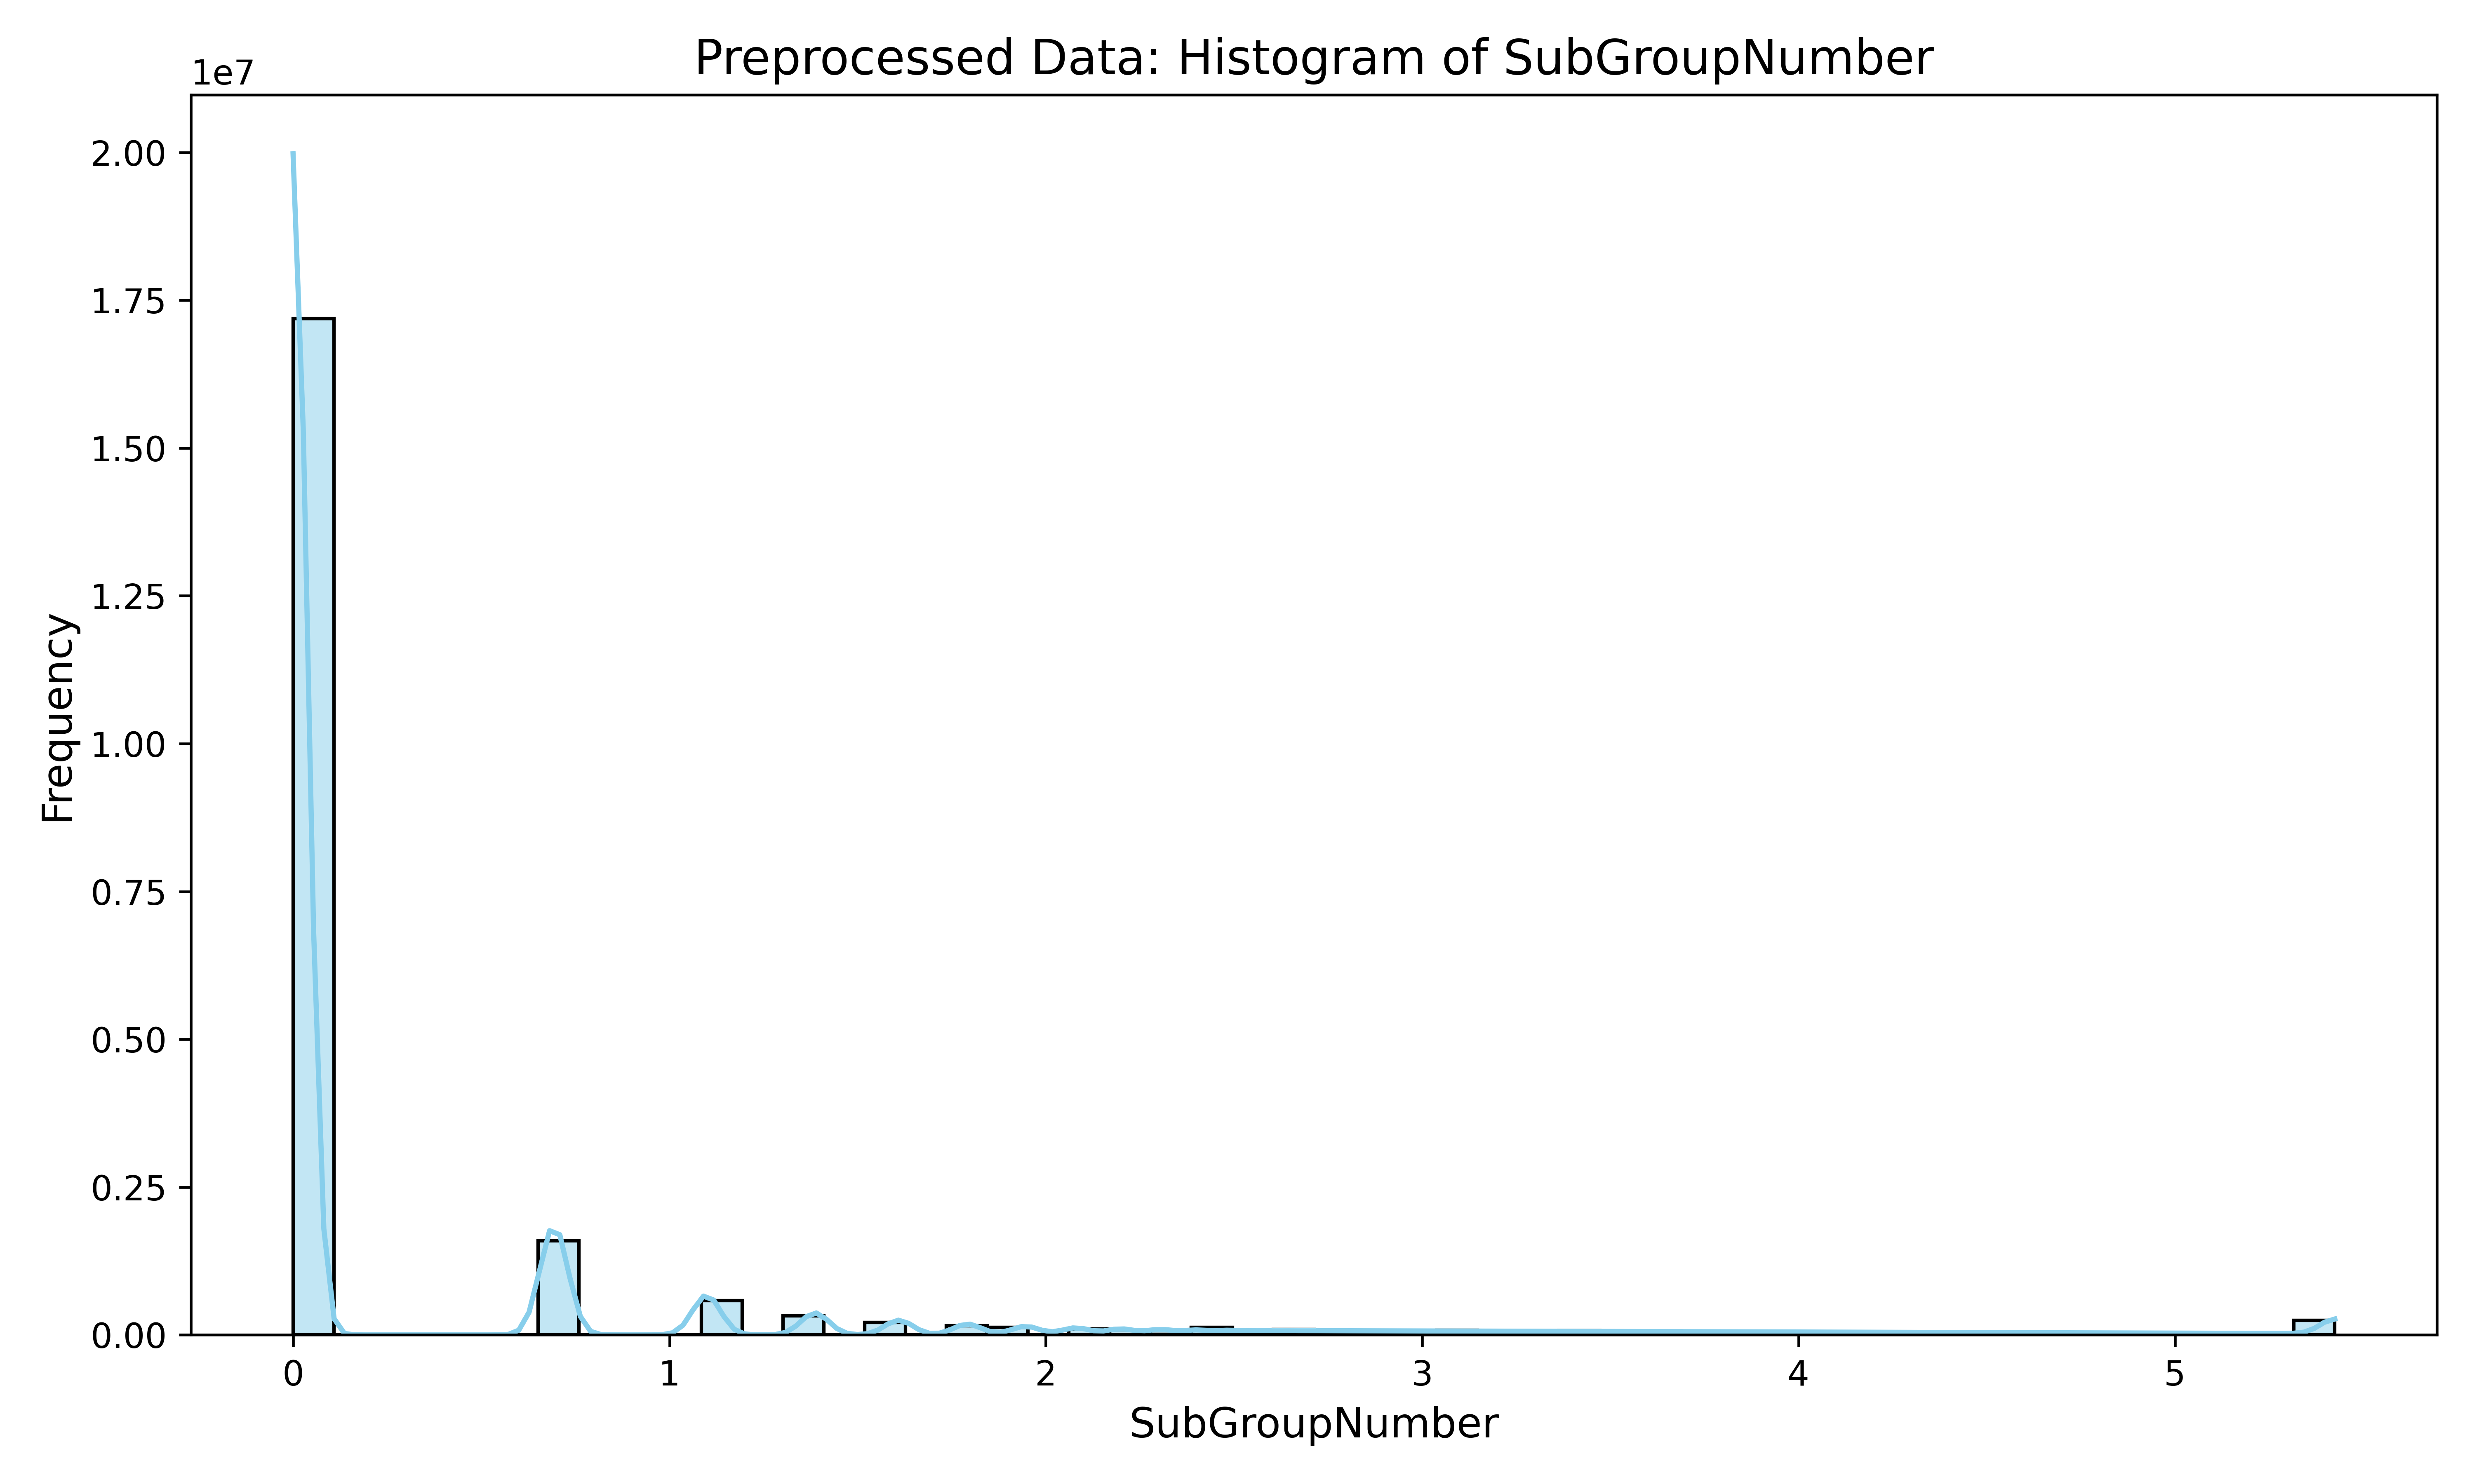 Preprocessed Data: Histogram of SubGroupNumber
1e7
2.00
1.75
1.50
1.25
1.00
0.75
0.50
0.25
0.00
Frequency
0 1 2 3 4 5
SubGroupNumber